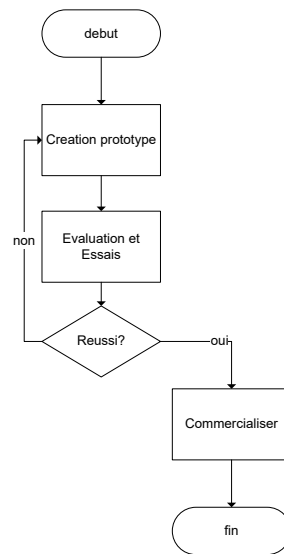 debut
Creation prototype
non
Evaluation et
Essais
Reussi?
oui
Commercialiser
fin